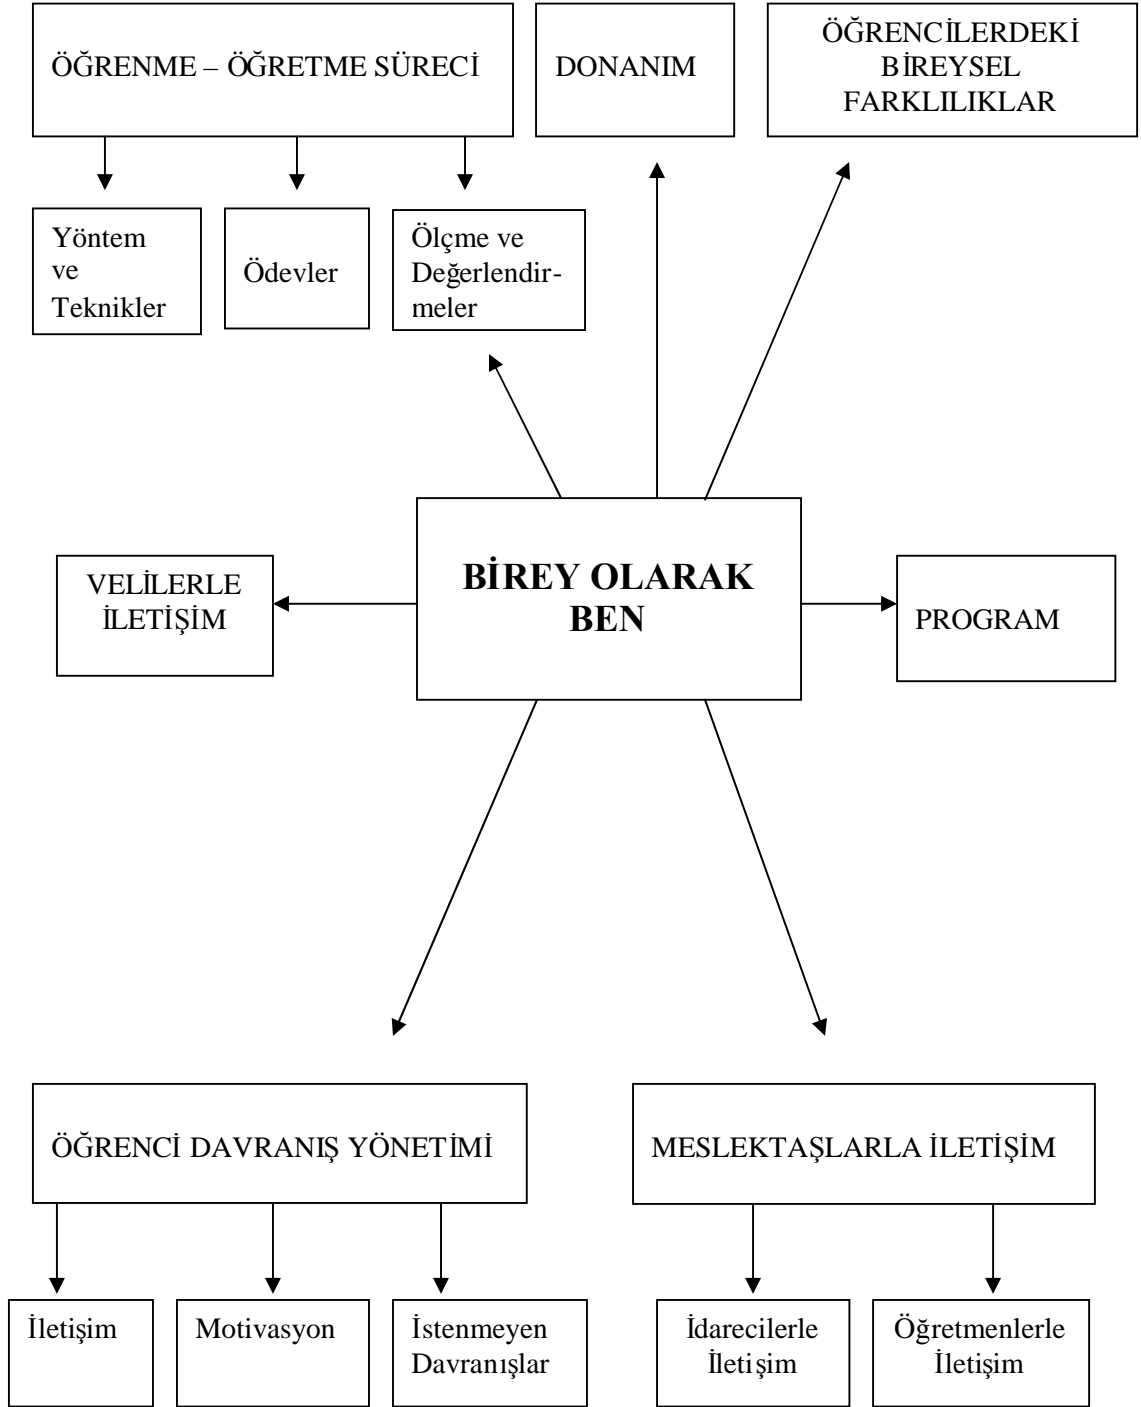 ÖĞRENME – ÖĞRETME SÜRECİ
DONANIM
ÖĞRENCİLERDEKİ
BİREYSEL
FARKLILIKLAR
Yöntem
ve
Teknikler
Ödevler
Ölçme ve
Değerlendir-
meler
BİREY OLARAK
BEN
VELİLERLE
İLETİŞİM
PROGRAM
ÖĞRENCİ DAVRANIŞ YÖNETİMİ
MESLEKTAŞLARLA İLETİŞİM
İletişim
Motivasyon
İstenmeyen
Davranışlar
İdarecilerle
İletişim
Öğretmenlerle
İletişim